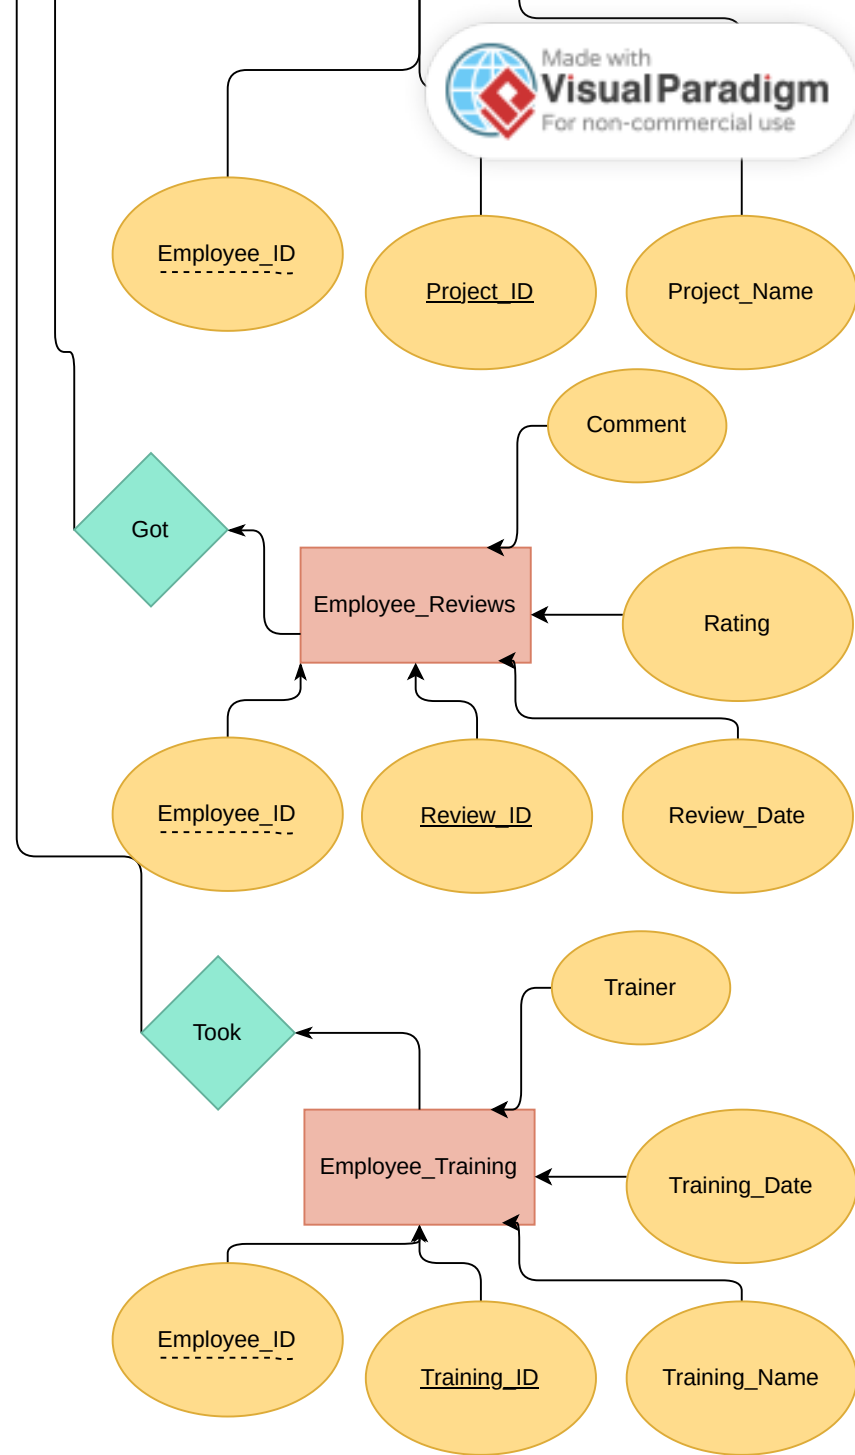 Made with
Visual Paradigm
For non-commercial use
Employee_ID
Project_ID
Project_Name
Comment
Got
Employee_Reviews
Rating
Employee_ID
Review_ID
Review_Date
Trainer
Took
Employee_Training
Training_Date
Employee_ID
Training_ID
Training_Name